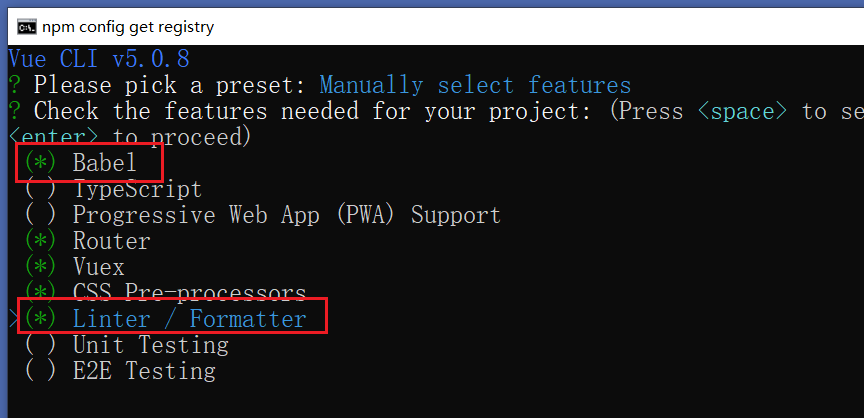 npm config get registry
Vue CLI v5.0.8
? Please pick a preset: Manually select features
? Check the features needed for your project: (Press <space> to se
<enter> to proceed)
(*) Babel
( ) TypeScript
( ) Progressive Web App (PWA) Support
(*) Router
(*) Vuex
(*) CSS Pre-processors
>(*) Linter / Formatter
( ) Unit Testing
( ) E2E Testing